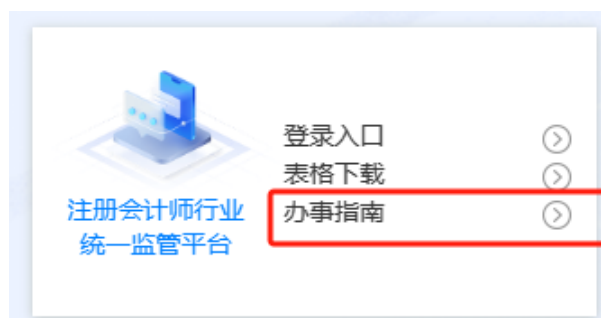 登录入口
表格下载
注册会计师行业
办事指南
统一监管平台